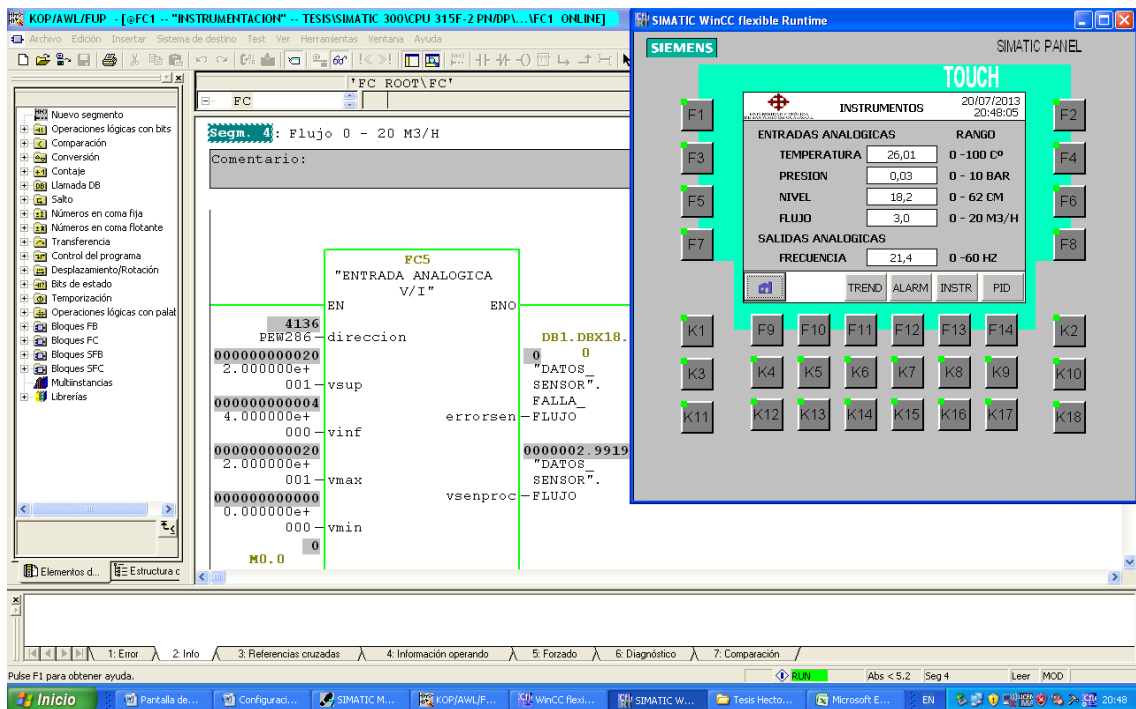 KOP/AWL/FUP - [@FC1 -- "INSTRUMENTACION" -- TESIS\SIMATIC 300\CPU 315F-2 PN/DP\...\FC1 ONLINE]
Archivo Edición Insertar Sistema de destino Test Ver Herramientas Ventana Ayuda
'FC ROOT\FC'
FC
Nuevo segmento
Operaciones lógicas con bits
Comparación
Conversión
Contaje
Llamada DB
Salto
Números en coma fija
Números en coma flotante
Transferencia
Control del programa
Desplazamiento/Rotación
Bits de estado
Temporización
Operaciones lógicas con palab
Bloques FB
Bloques FC
Bloques SFB
Bloques SFC
Multiinstancias
Librerías
Elementos d...
Estructura c
Segm. 4: Flujo 0 - 20 M3/H
Comentario:
FC5
"ENTRADA ANALOGICA
V/I"
EN ENO
4136
PEW286 direccion
000000000020
2.000000e+
001 vsup
000000000004
4.000000e+
000 vinf
000000000020
2.000000e+
001 vmax
000000000000
0.000000e+
000 vmin
0
M0.0
DB1.DBX18.
0 0
"DATOS_
SENSOR".
FALLA_
errorsen FLUJO
0000002.9919
"DATOS_
SENSOR".
vsenproc FLUJO
SIMATIC WinCC flexible Runtime
SIEMENS
SIMATIC PANEL
TOUCH
F1
F3
F5
F7
F2
F4
F6
F8
INSTRUMENTOS
20/07/2013
20:48:05
ENTRADAS ANALOGICAS RANGO
TEMPERATURA 26,01 0 -100 Cº
PRESION 0,03 0 - 10 BAR
NIVEL 18,2 0 - 62 CM
FLUJO 3,0 0 - 20 M3/H
SALIDAS ANALOGICAS
FRECUENCIA 21,4 0 -60 HZ
TREND ALARM INSTR PID
K1 F9 F10 F11 F12 F13 F14 K2
K3 K4 K5 K6 K7 K8 K9 K10
K11 K12 K13 K14 K15 K16 K17 K18
1: Error 2: Info 3: Referencias cruzadas 4: Información operando 5: Forzado 6: Diagnóstico 7: Comparación
Pulse F1 para obtener ayuda.
RUN Abs < 5.2 Seg 4 Leer MOD
Inicio Pantalla de... Configuraci... SIMATIC M... KOP/AWL/F... WinCC flexi... SIMATIC W... Tesis Hecto... Microsoft E... EN 20:48